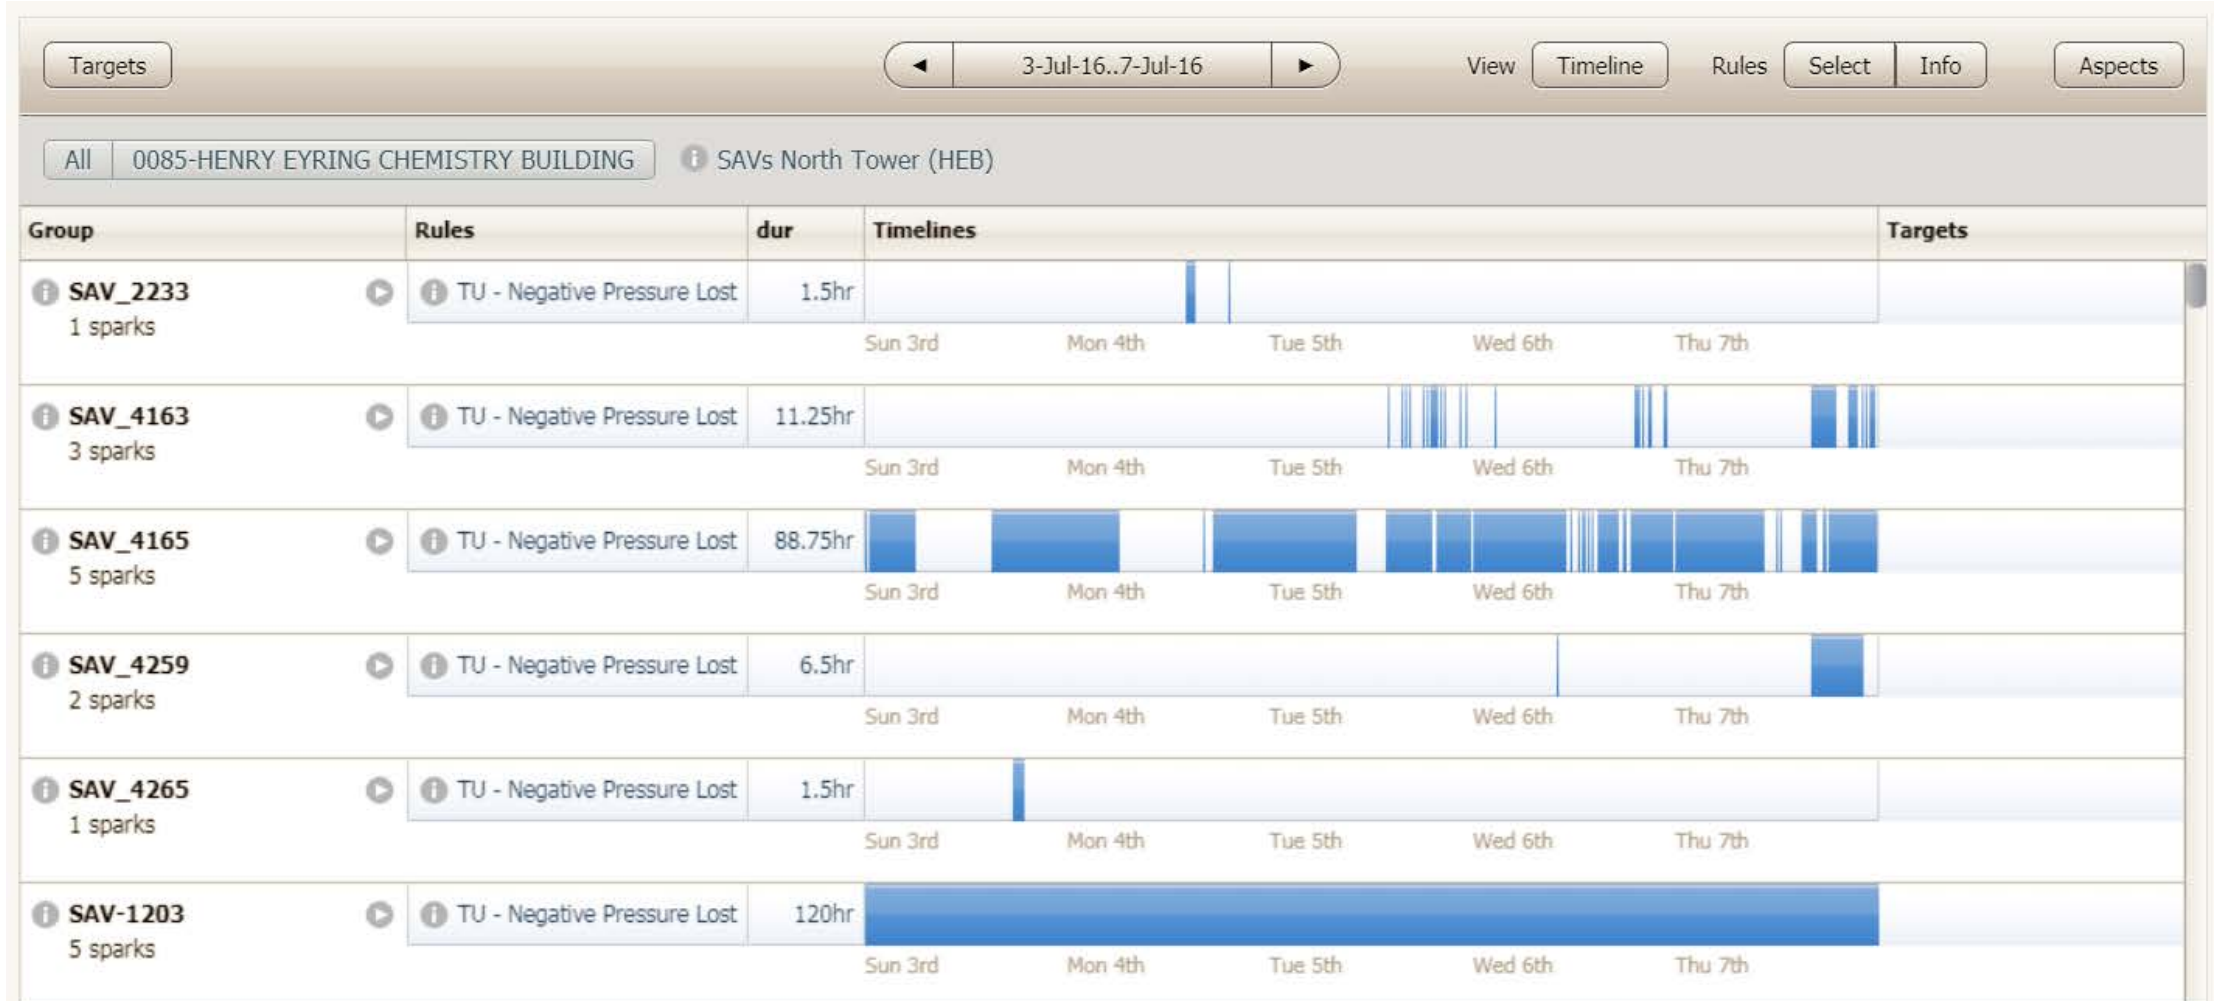 Targets 3-Jul-16..7-Jul-16 View Timeline Rules Select Info Aspects
All 0085-HENRY EYRING CHEMISTRY BUILDING SAVs North Tower (HEB)
Group Rules dur Timelines Targets
SAV_2233 TU - Negative Pressure Lost 1.5hr
1 sparks
Sun 3rd Mon 4th Tue 5th Wed 6th Thu 7th
SAV_4163 TU - Negative Pressure Lost 11.25hr
3 sparks
Sun 3rd Mon 4th Tue 5th Wed 6th Thu 7th
SAV_4165 TU - Negative Pressure Lost 88.75hr
5 sparks
Sun 3rd Mon 4th Tue 5th Wed 6th Thu 7th
SAV_4259 TU - Negative Pressure Lost 6.5hr
2 sparks
Sun 3rd Mon 4th Tue 5th Wed 6th Thu 7th
SAV_4265 TU - Negative Pressure Lost 1.5hr
1 sparks
Sun 3rd Mon 4th Tue 5th Wed 6th Thu 7th
SAV-1203 TU - Negative Pressure Lost 120hr
5 sparks
Sun 3rd Mon 4th Tue 5th Wed 6th Thu 7th